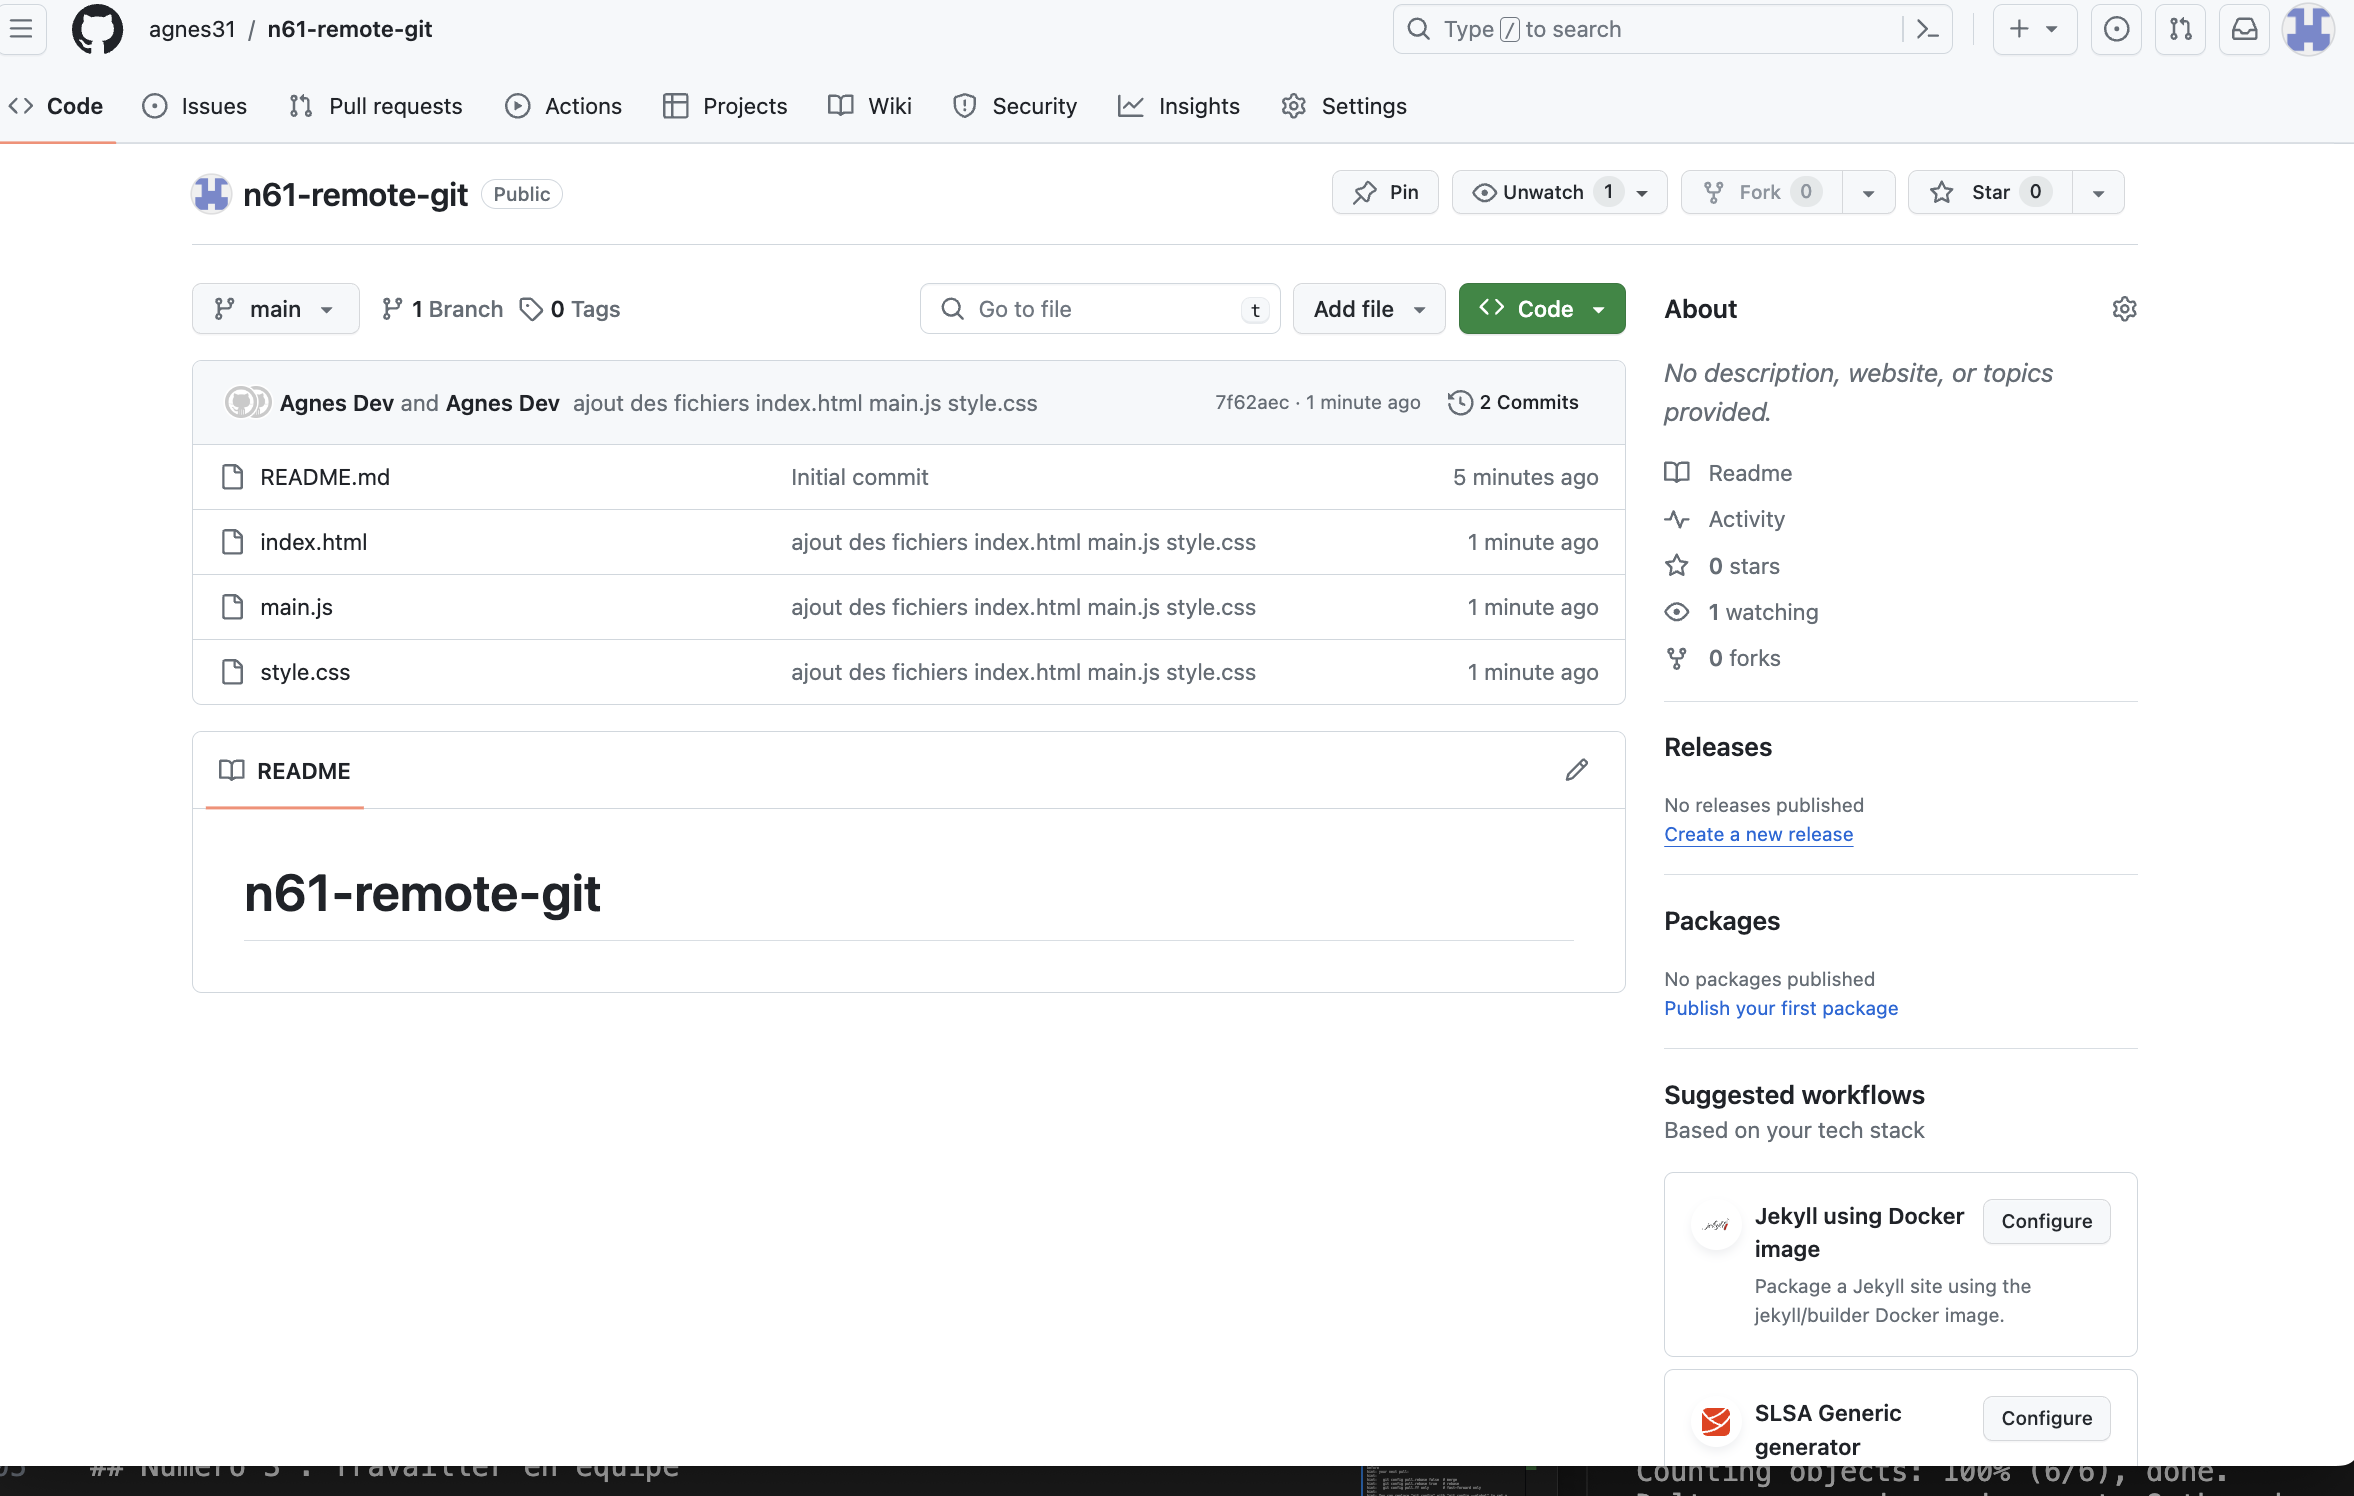 agnes31 / n61-remote-git
Type / to search
Code Issues Pull requests Actions Projects Wiki Security Insights Settings
n61-remote-git Public
Pin Unwatch 1 Fork 0 Star 0
main 1 Branch 0 Tags
Go to file t Add file Code
Agnes Dev and Agnes Dev ajout des fichiers index.html main.js style.css 7f62aec · 1 minute ago 2 Commits
README.md Initial commit 5 minutes ago
index.html ajout des fichiers index.html main.js style.css 1 minute ago
main.js ajout des fichiers index.html main.js style.css 1 minute ago
style.css ajout des fichiers index.html main.js style.css 1 minute ago
README
n61-remote-git
About
No description, website, or topics
provided.
Readme
Activity
0 stars
1 watching
0 forks
Releases
No releases published
Create a new release
Packages
No packages published
Publish your first package
Suggested workflows
Based on your tech stack
Jekyll using Docker
image
Configure
Package a Jekyll site using the
jekyll/builder Docker image.
SLSA Generic
generator
Configure
## Numéro 3 : Travailler en équipe
Counting objects: 100% (6/6), done.